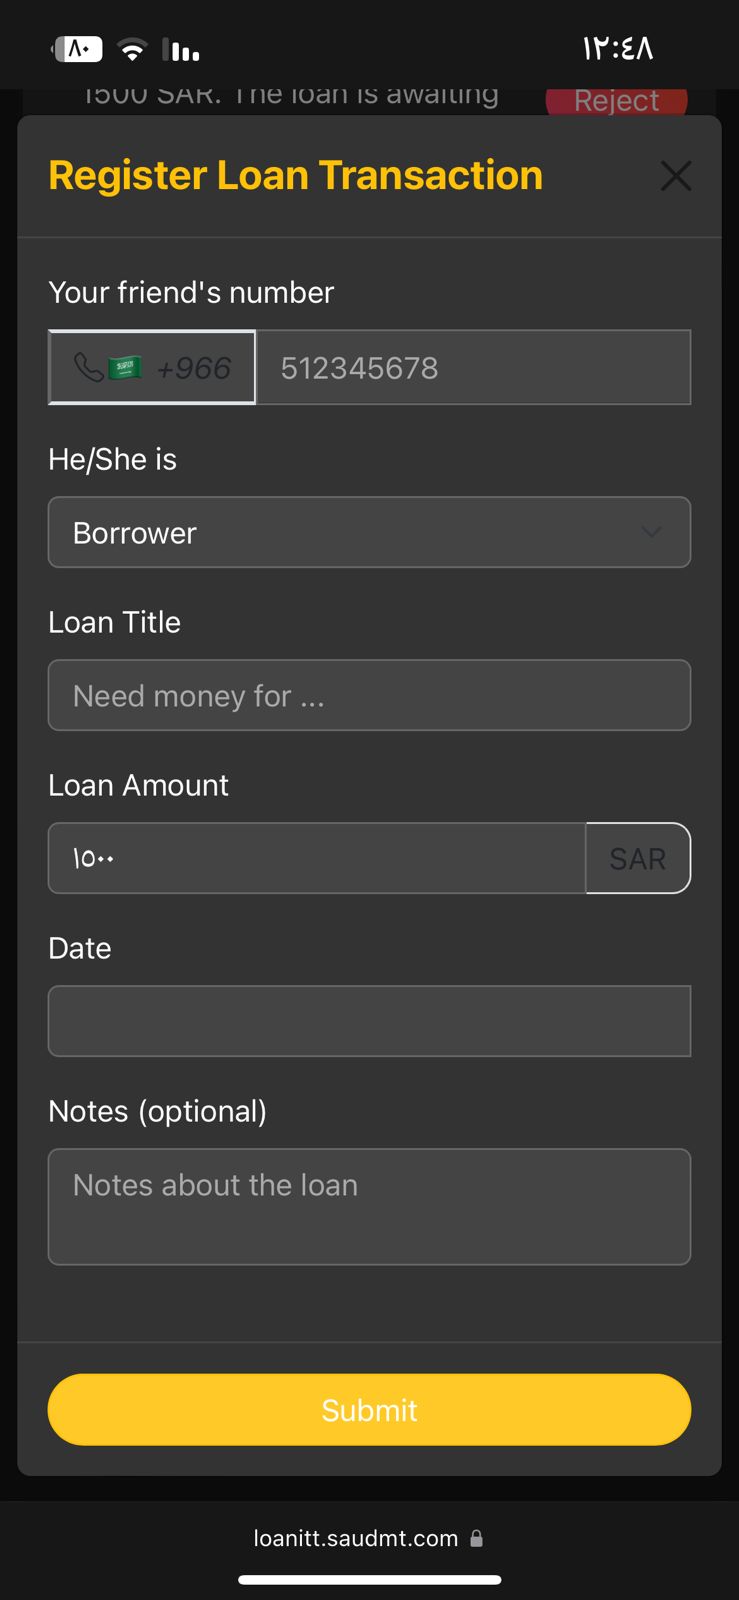 ٨٠
١٢:٤٨
1500 SAR. The loan is awaiting
Reject
Register Loan Transaction
Your friend's number
+966 512345678
He/She is
Borrower
Loan Title
Need money for ...
Loan Amount
١٥٠٠ SAR
Date
Notes (optional)
Notes about the loan
Submit
loanitt.saudmt.com